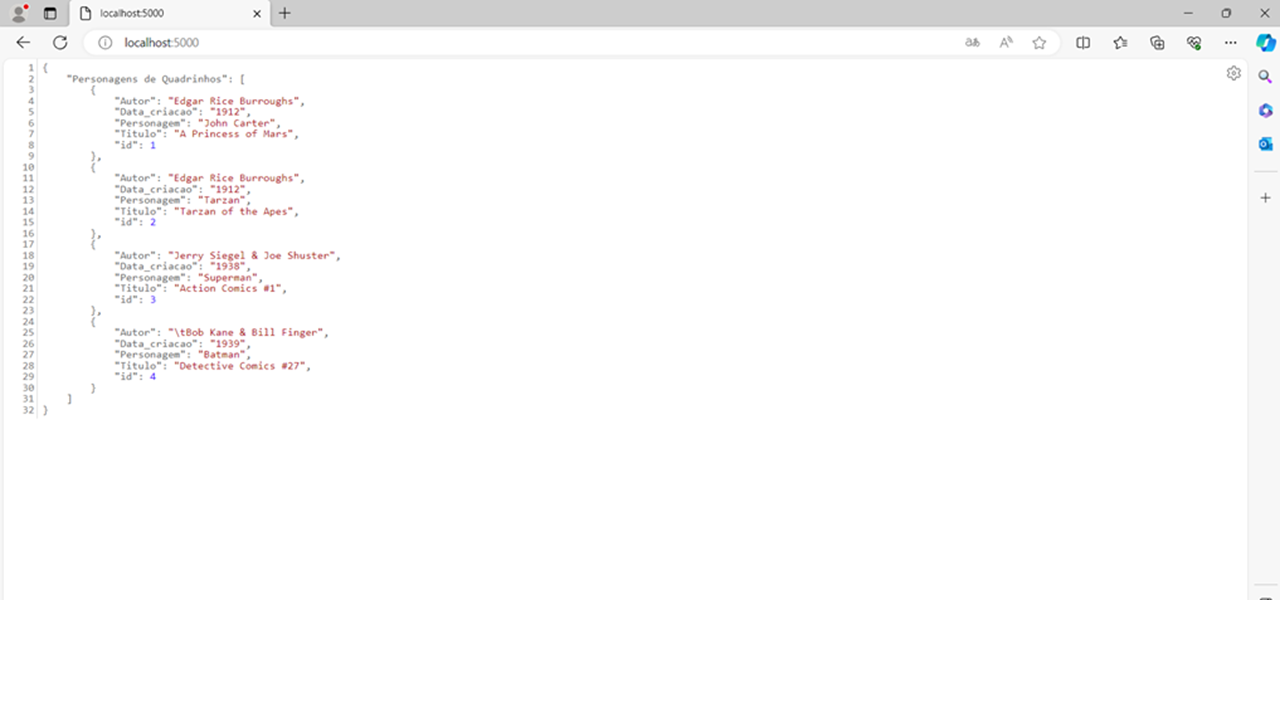 localhost:5000
localhost:5000
1 {
2     "Personagens de Quadrinhos": [
3         {
4             "Autor": "Edgar Rice Burroughs",
5             "Data_criacao": "1912",
6             "Personagem": "John Carter",
7             "Titulo": "A Princess of Mars",
8             "id": 1
9         },
10         {
11             "Autor": "Edgar Rice Burroughs",
12             "Data_criacao": "1912",
13             "Personagem": "Tarzan",
14             "Titulo": "Tarzan of the Apes",
15             "id": 2
16         },
17         {
18             "Autor": "Jerry Siegel & Joe Shuster",
19             "Data_criacao": "1938",
20             "Personagem": "Superman",
21             "Titulo": "Action Comics #1",
22             "id": 3
23         },
24         {
25             "Autor": "\tBob Kane & Bill Finger",
26             "Data_criacao": "1939",
27             "Personagem": "Batman",
28             "Titulo": "Detective Comics #27",
29             "id": 4
30         }
31     ]
32 }